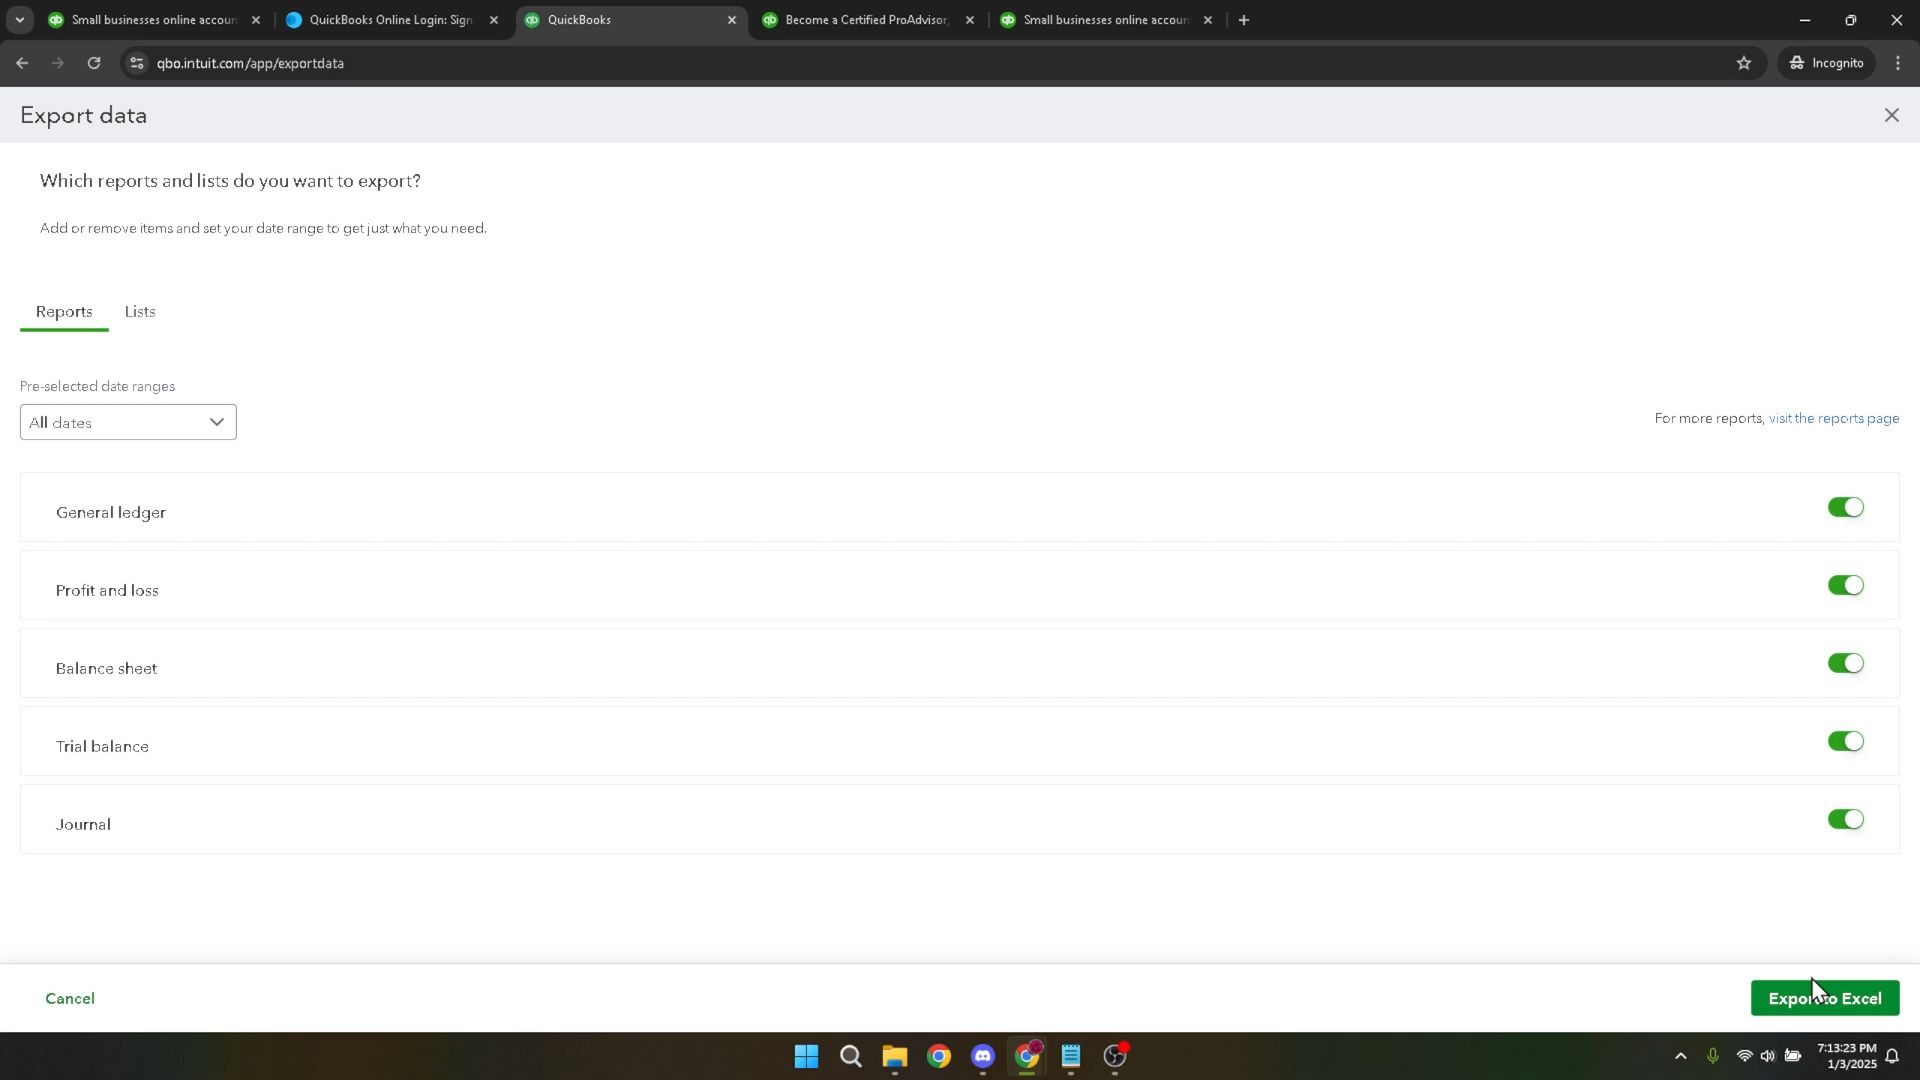 Small businesses online accoun
QuickBooks Online Login: Sign
QuickBooks
Become a Certified ProAdvisor,
Small businesses online accoun
qbo.intuit.com/app/exportdata
Incognito
Export data
Which reports and lists do you want to export?
Add or remove items and set your date range to get just what you need.
Reports
Lists
Pre-selected date ranges
All dates
For more reports, visit the reports page
General ledger
Profit and loss
Balance sheet
Trial balance
Journal
Cancel
Export to Excel
7:13:23 PM
1/3/2025